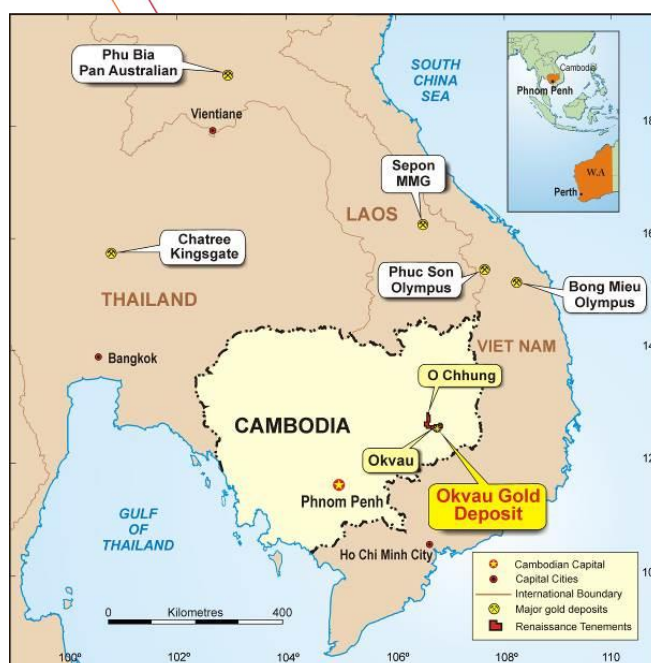 Phu Bia
Pan Australian
Vientiane
SOUTH
CHINA
SEA
Cambodia
Phnom Penh
W.A
Perth
18
Sepon
MMG
LAOS
Chatree
Kingsgate
16
Phuc Son
Olympus
Bong Mieu
Olympus
THAILAND
VIET NAM
14
Bangkok
O Chhung
CAMBODIA
Okvau
12
Okvau Gold
Deposit
Phnom Penh
GULF
OF
THAILAND
Ho Chi Minh City
10
Cambodian Capital
Capital Cities
International Boundary
Major gold deposits
Renaissance Tenements
Kilometres
0
400
100°
102°
104°
106°
108°
110